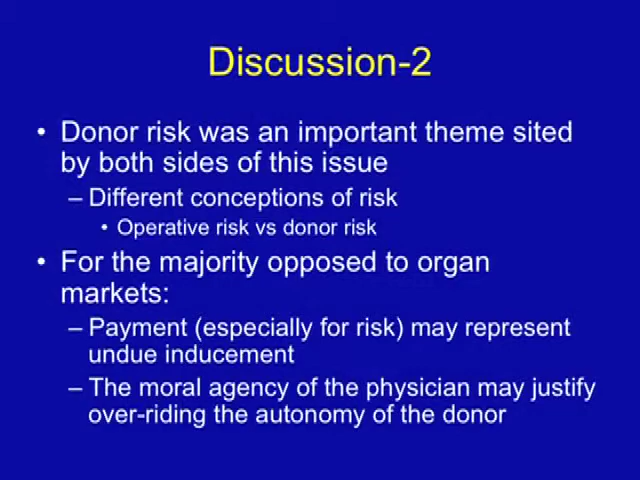 Discussion-2
• Donor risk was an important theme sited
by both sides of this issue
– Different conceptions of risk
• Operative risk vs donor risk
• For the majority opposed to organ
markets:
– Payment (especially for risk) may represent
undue inducement
– The moral agency of the physician may justify
over-riding the autonomy of the donor